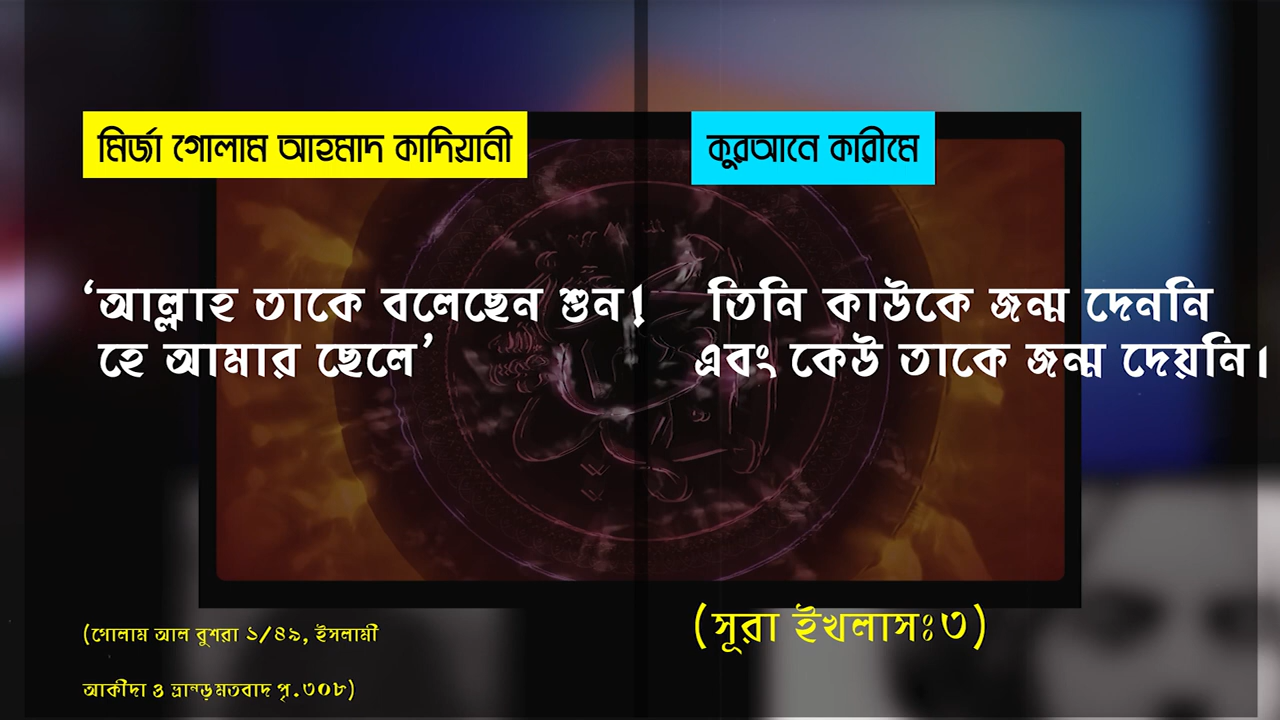 মির্জা গোলাম আহমাদ কাদিয়ানী
‘আল্লাহ তাকে বলেছেন শুন!
হে আমার ছেলে’
(গোলাম আল বুশরা ১/৪৯, ইসলামী
আকীদা ও ভ্রান্তমতবাদ পৃ.৩০৮)
কুরআনে কারীমে
তিনি কাউকে জন্ম দেননি
এবং কেউ তাকে জন্ম দেয়নি।
(সূরা ইখলাসঃ৩)